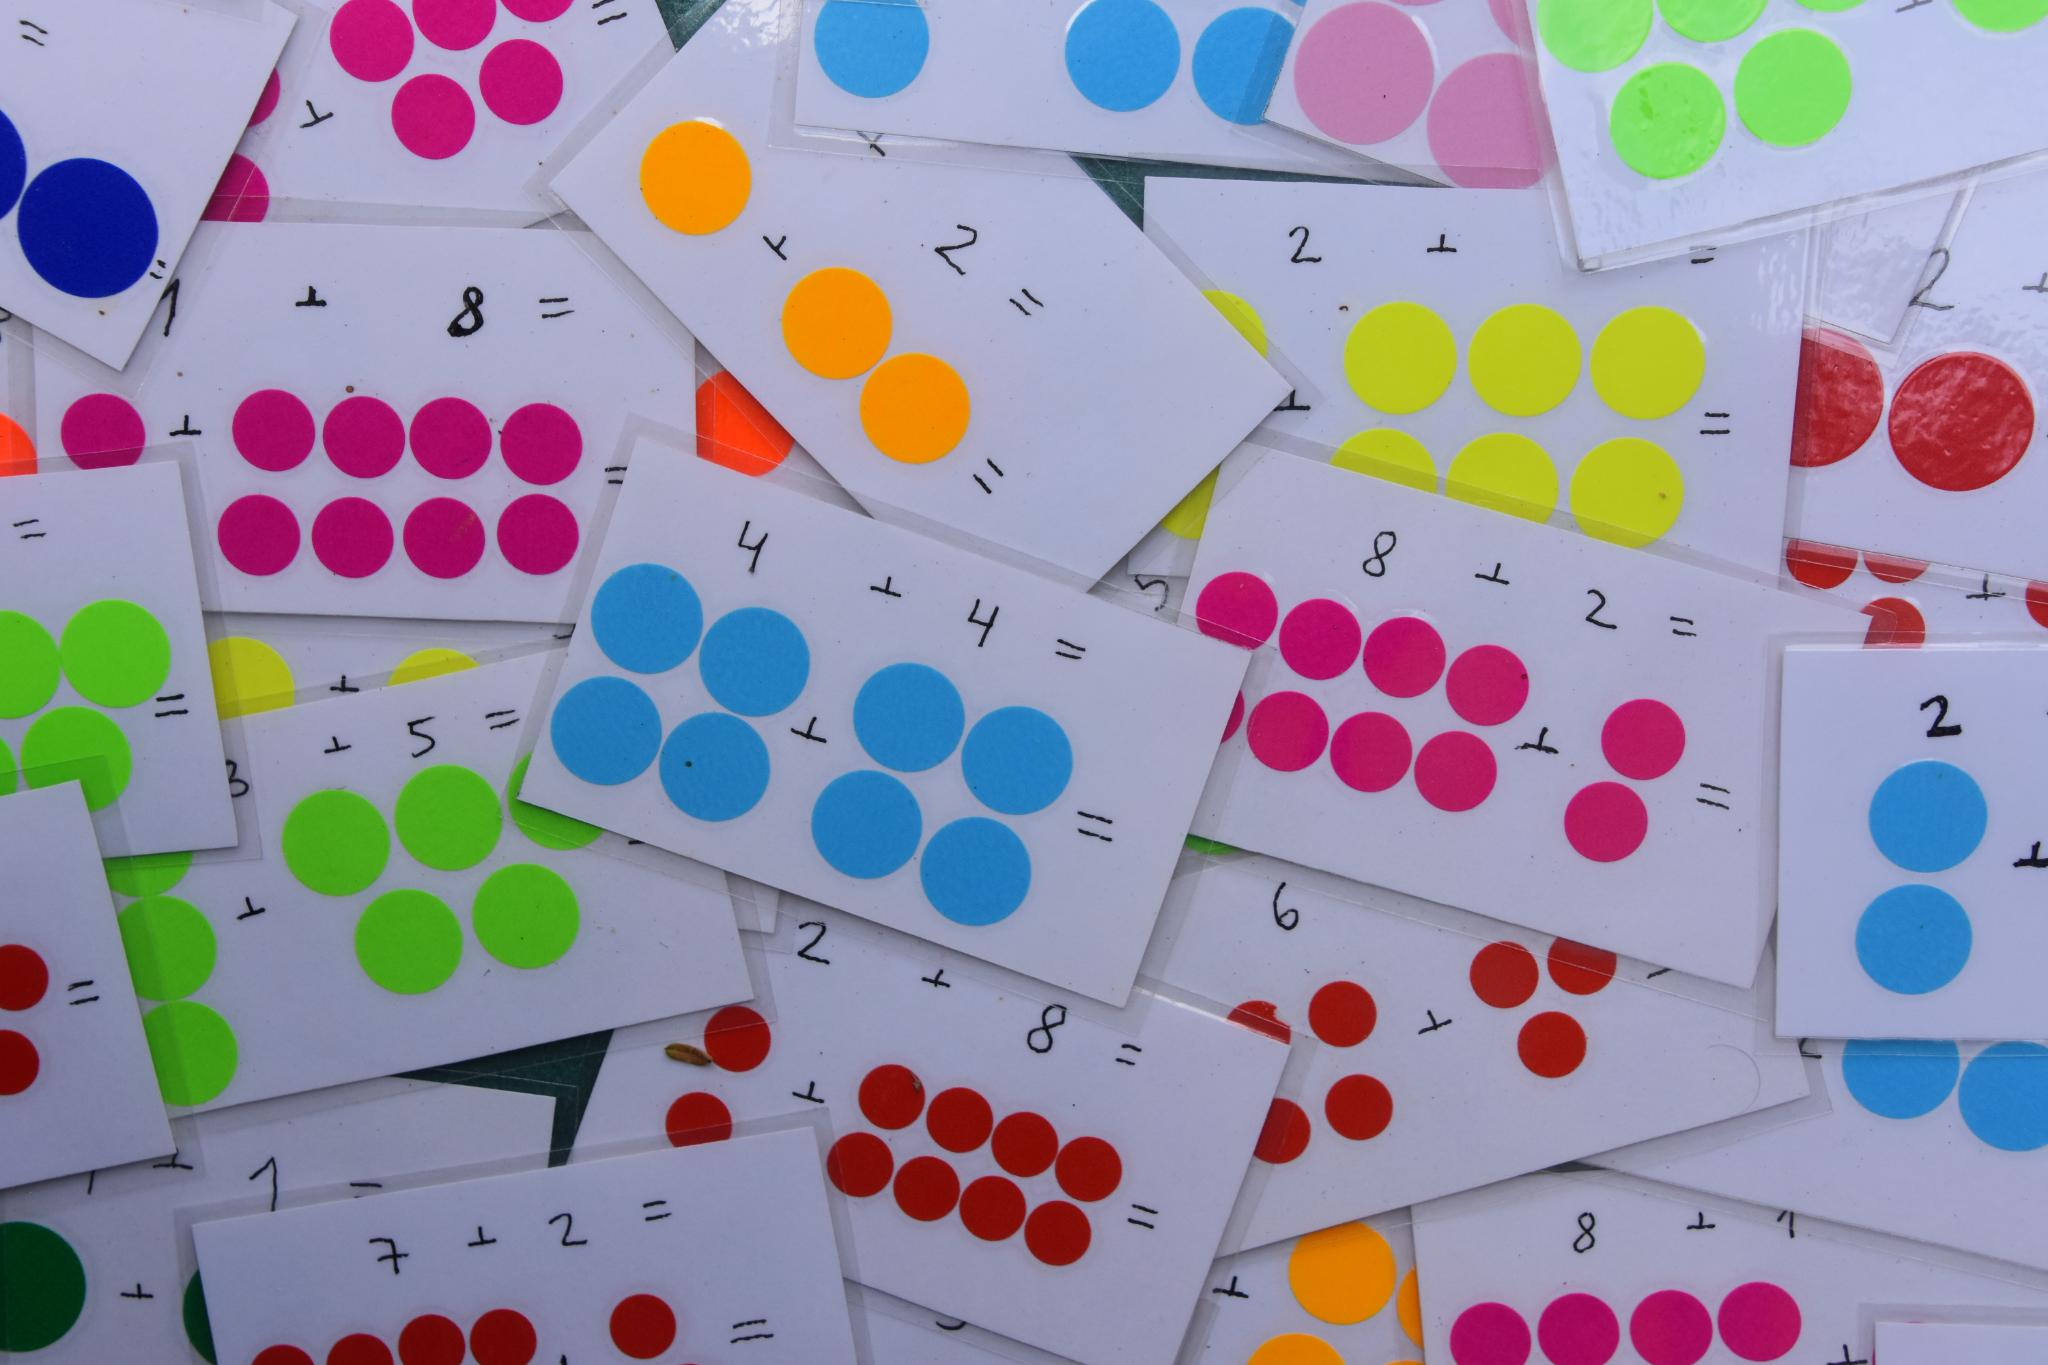 =
+
=
1 + 8 =
+ =
+ 2 =
+
=
2 + =
+ =
2 +
4 + 4 =
+ =
8 + 2 =
+ =
+
=
=
+
3 + 5 =
+
=
2 + 8 =
+ =
6
+
2
+
+ 1 =
+
7 + 2 =
=
+
8 + 1
+